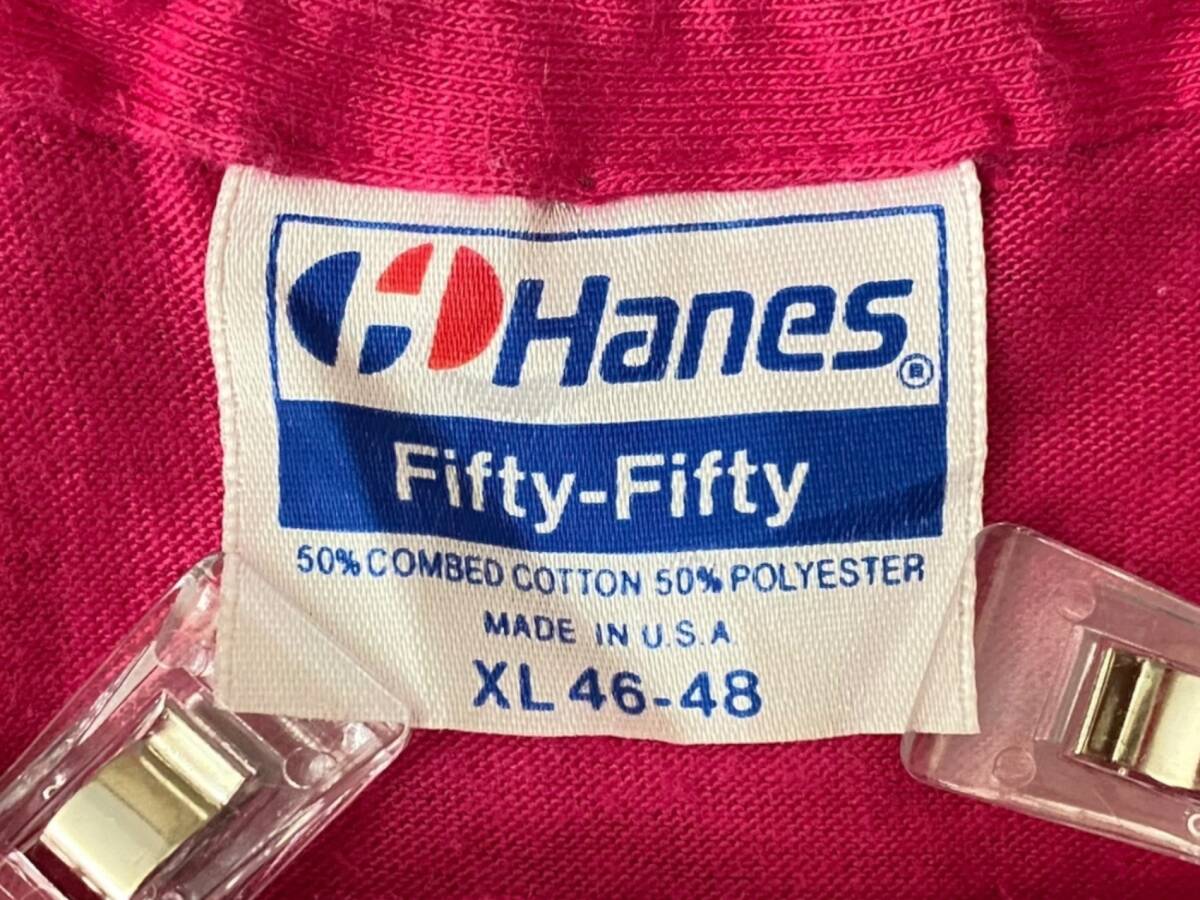 Hanes®
Fifty-Fifty
50% COMBED COTTON 50% POLYESTER
MADE IN U.S.A
XL 46-48